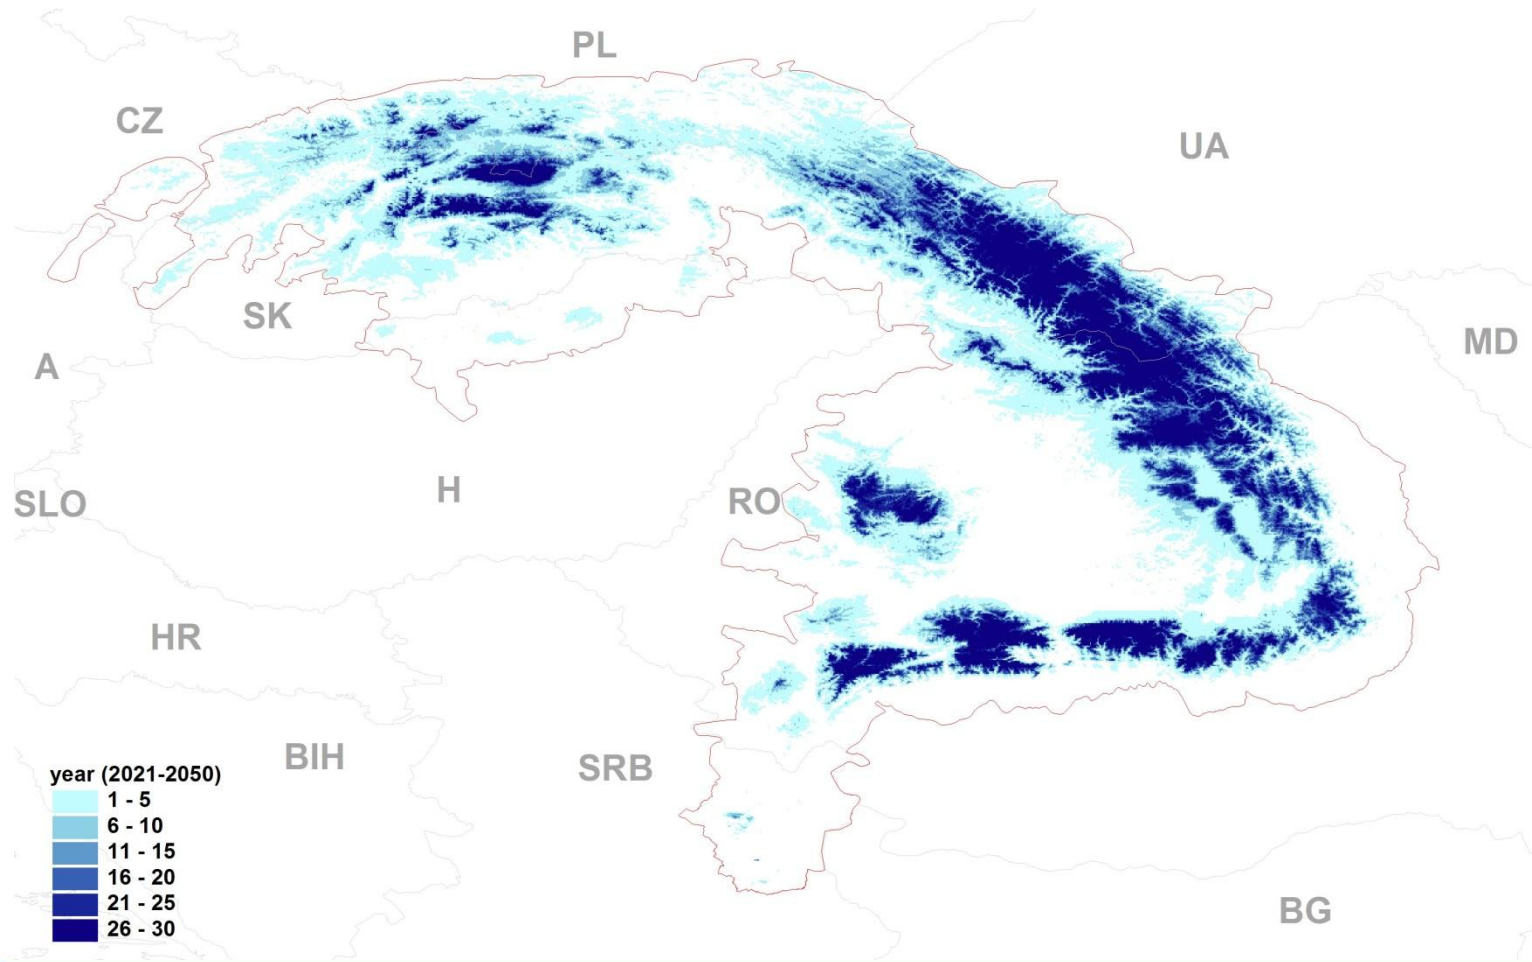 PL
CZ
UA
SK
MD
A
H
RO
SLO
HR
BIH
SRB
BG
year (2021-2050)
1 - 5
6 - 10
11 - 15
16 - 20
21 - 25
26 - 30